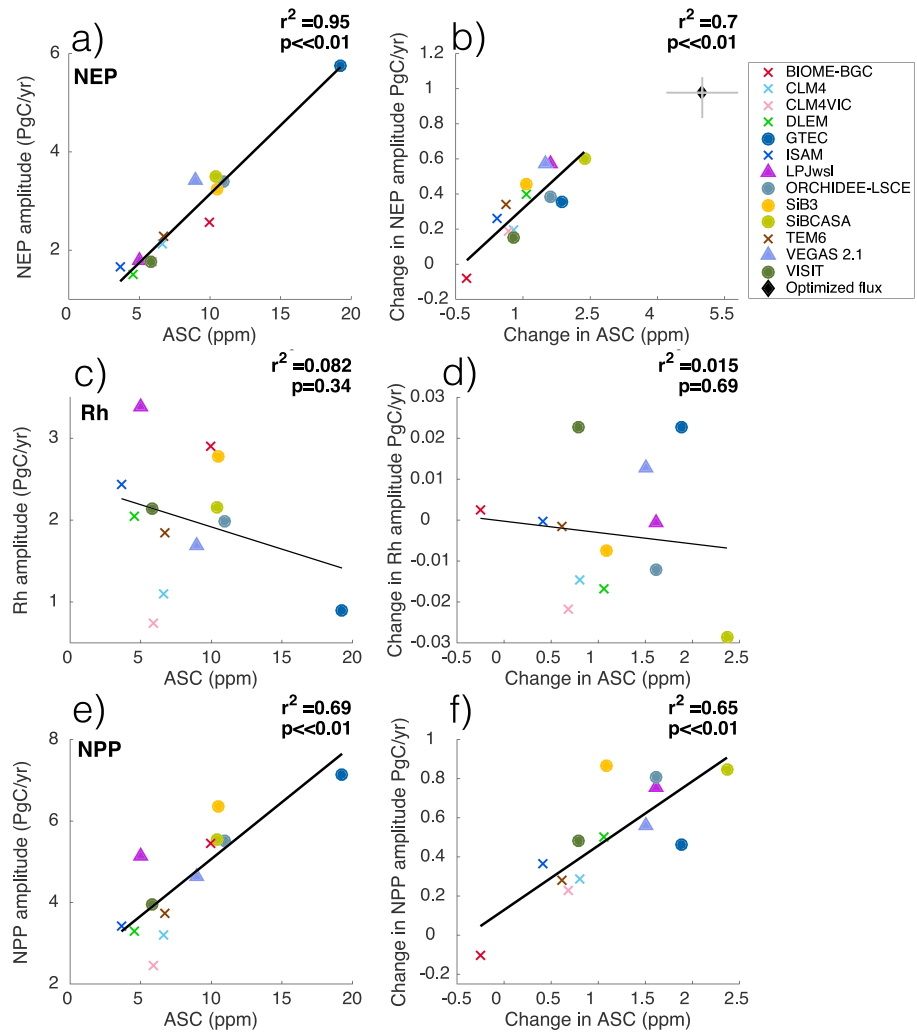 a)
r² =0.95
p<<0.01
NEP
NEP amplitude (PgC/yr)
6
4
2
0
5
10
15
20
ASC (ppm)
b)
r² =0.7
p<<0.01
Change in NEP amplitude PgC/yr)
1.2
1
0.8
0.6
0.4
0.2
0
-0.2
-0.5
1
2.5
4
5.5
Change in ASC (ppm)
BIOME-BGC
CLM4
CLM4VIC
DLEM
GTEC
ISAM
LPJwsl
ORCHIDEE-LSCE
SiB3
SiBCASA
TEM6
VEGAS 2.1
VISIT
Optimized flux
c)
r² =0.082
p=0.34
Rh
Rh amplitude (PgC/yr)
3
2
1
0
5
10
15
20
ASC (ppm)
d)
r² =0.015
p=0.69
Change in Rh amplitude PgC/yr)
0.03
0.02
0.01
0
-0.01
-0.02
-0.03
-0.5
0
0.5
1
1.5
2
2.5
Change in ASC (ppm)
e)
r² =0.69
p<<0.01
NPP
NPP amplitude (PgC/yr)
8
6
4
2
0
5
10
15
20
ASC (ppm)
f)
r² =0.65
p<<0.01
Change in NPP amplitude PgC/yr)
1
0.8
0.6
0.4
0.2
0
-0.2
-0.5
0
0.5
1
1.5
2
2.5
Change in ASC (ppm)